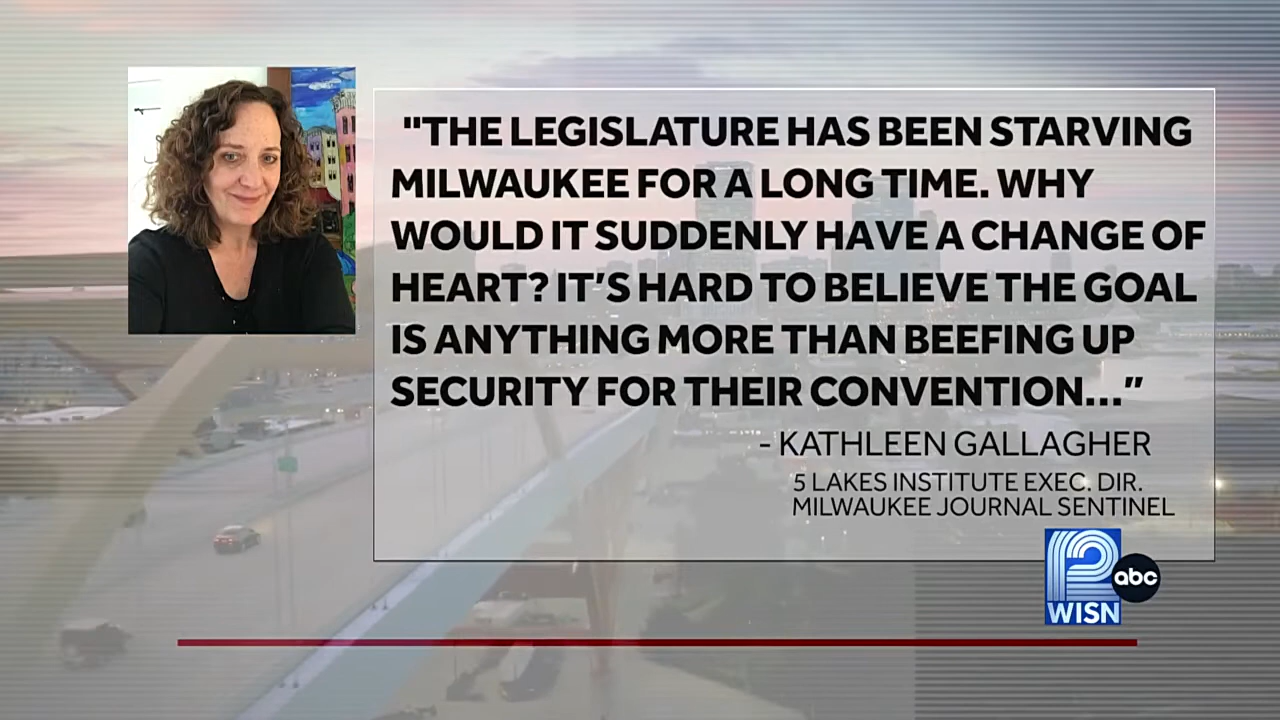 "THE LEGISLATURE HAS BEEN STARVING
MILWAUKEE FOR A LONG TIME. WHY
WOULD IT SUDDENLY HAVE A CHANGE OF
HEART? IT’S HARD TO BELIEVE THE GOAL
IS ANYTHING MORE THAN BEEFING UP
SECURITY FOR THEIR CONVENTION...”
- KATHLEEN GALLAGHER
5 LAKES INSTITUTE EXEC. DIR.
MILWAUKEE JOURNAL SENTINEL
12
abc
WISN